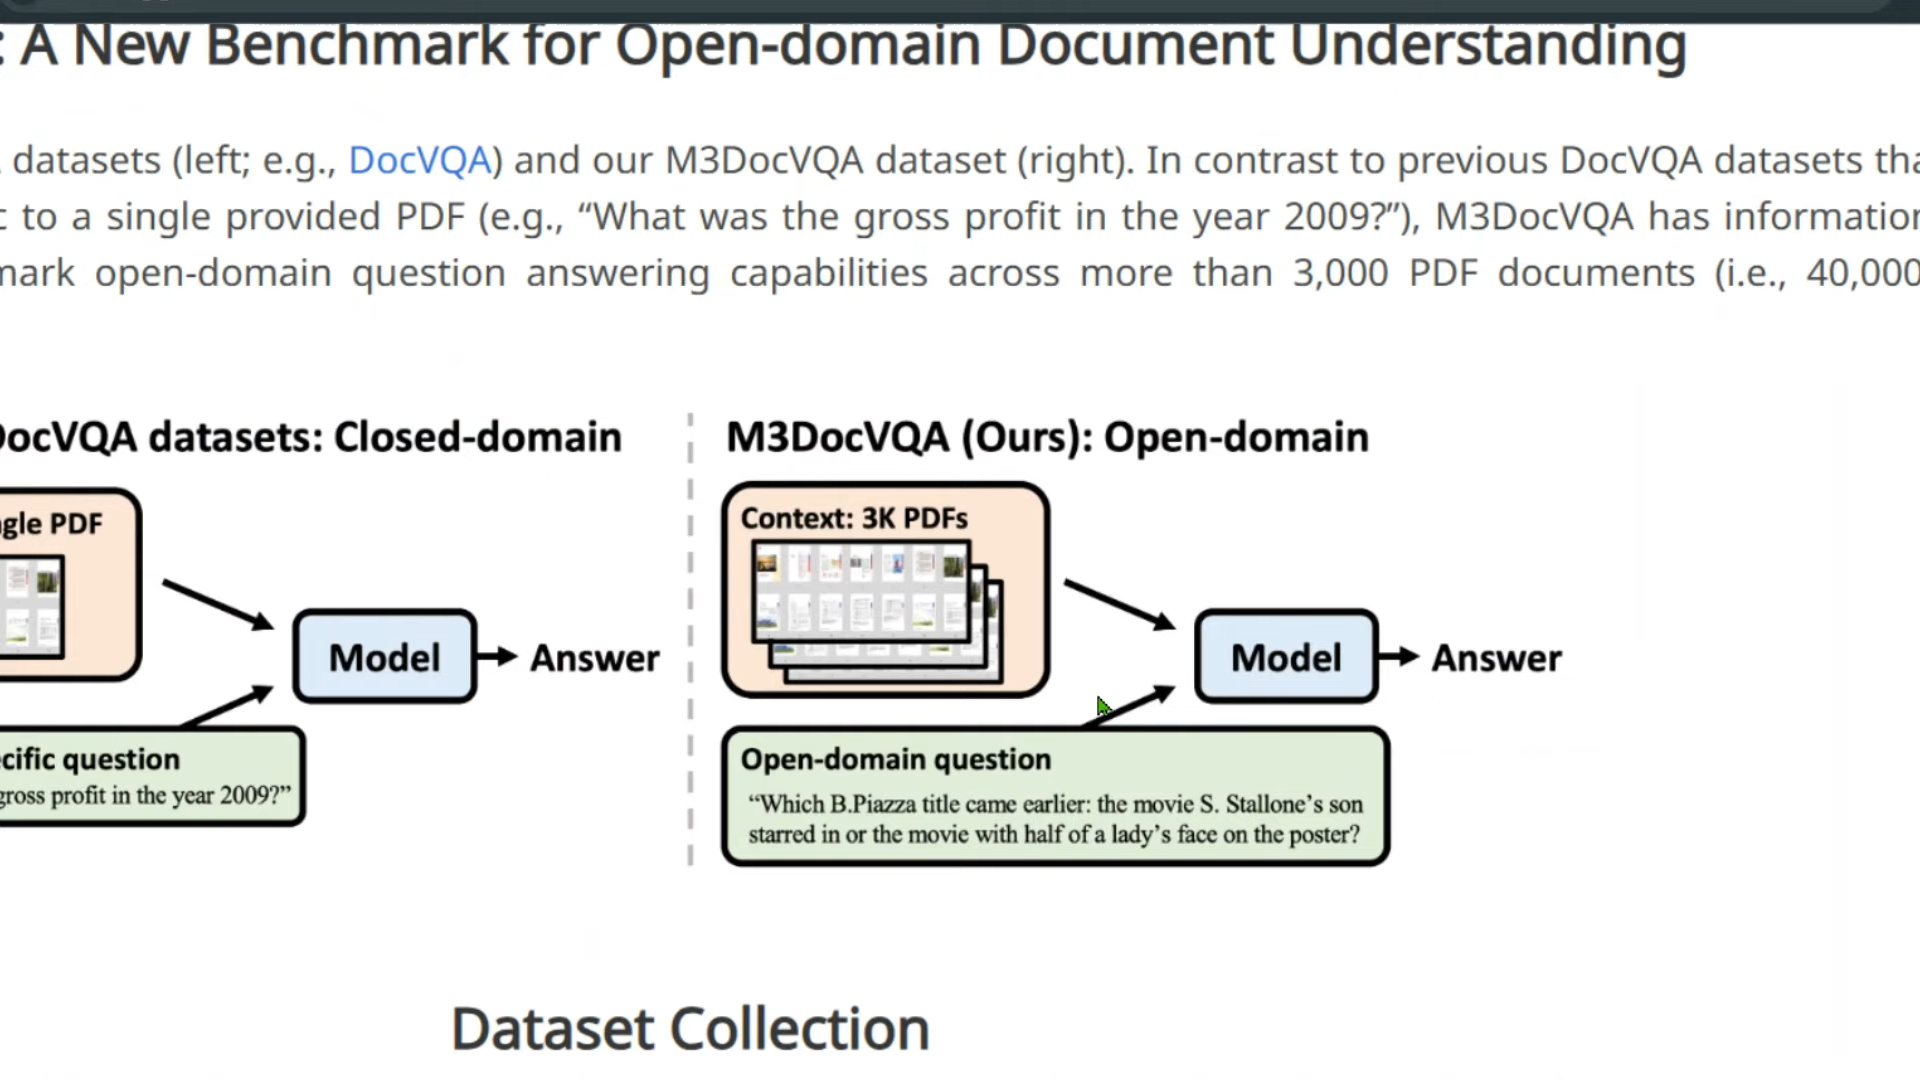 : A New Benchmark for Open-domain Document Understanding
datasets (left; e.g., DocVQA) and our M3DocVQA dataset (right). In contrast to previous DocVQA datasets tha
c to a single provided PDF (e.g., “What was the gross profit in the year 2009?”), M3DocVQA has information
mark open-domain question answering capabilities across more than 3,000 PDF documents (i.e., 40,000
DocVQA datasets: Closed-domain
gle PDF
Model
Answer
cific question
gross profit in the year 2009?”
M3DocVQA (Ours): Open-domain
Context: 3K PDFs
Model
Answer
Open-domain question
“Which B.Piazza title came earlier: the movie S. Stallone’s son
starred in or the movie with half of a lady’s face on the poster?
Dataset Collection